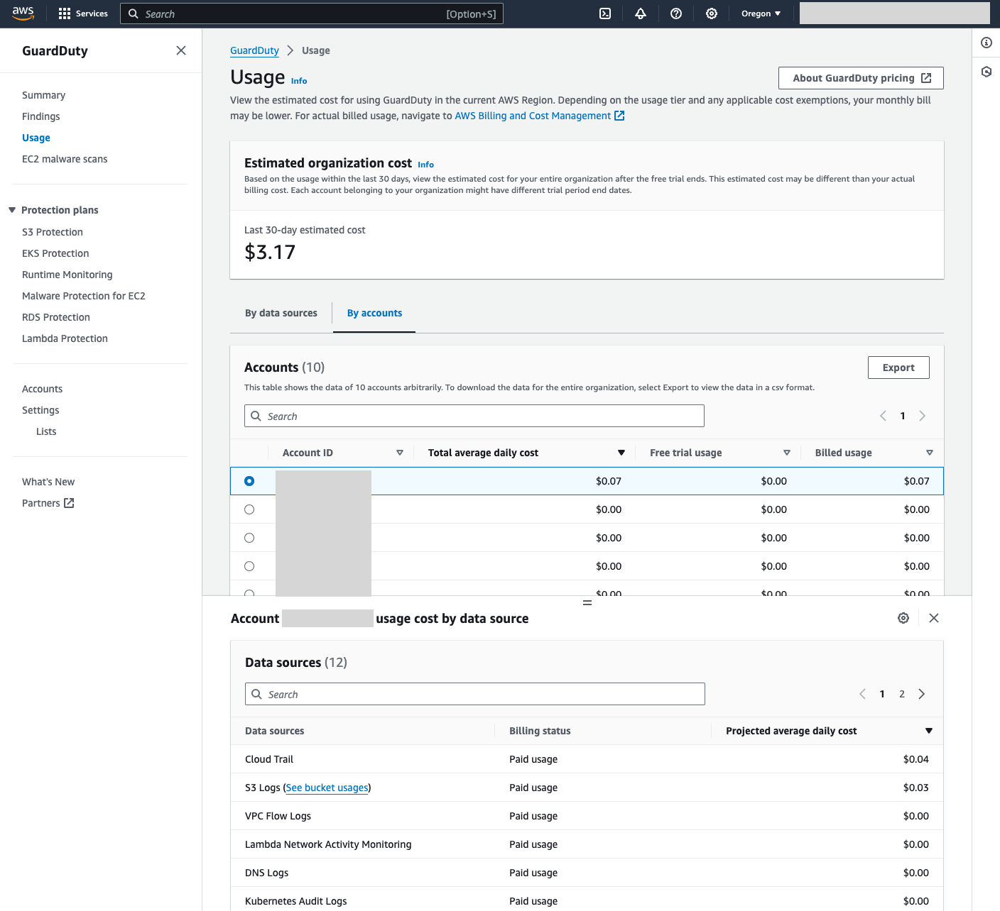 aws
Services
Search
[Option+S]
Oregon
GuardDuty
Summary
Findings
Usage
EC2 malware scans
Protection plans
S3 Protection
EKS Protection
Runtime Monitoring
Malware Protection for EC2
RDS Protection
Lambda Protection
Accounts
Settings
Lists
What's New
Partners
GuardDuty > Usage
Usage Info
About GuardDuty pricing
View the estimated cost for using GuardDuty in the current AWS Region. Depending on the usage tier and any applicable cost exemptions, your monthly bill
may be lower. For actual billed usage, navigate to AWS Billing and Cost Management
Estimated organization cost Info
Based on the usage within the last 30 days, view the estimated cost for your entire organization after the free trial ends. This estimated cost may be different than your actual
billing cost. Each account belonging to your organization might have different trial period end dates.
Last 30-day estimated cost
$3.17
By data sources
By accounts
Accounts (10)
Export
This table shows the data of 10 accounts arbitrarily. To download the data for the entire organization, select Export to view the data in a csv format.
Search
1
Account ID Total average daily cost Free trial usage Billed usage
$0.07 $0.00 $0.07
$0.00 $0.00 $0.00
$0.00 $0.00 $0.00
$0.00 $0.00 $0.00
$0.00 $0.00 $0.00
Account usage cost by data source
Data sources (12)
Search
1 2
Data sources Billing status Projected average daily cost
Cloud Trail Paid usage $0.04
S3 Logs (See bucket usages) Paid usage $0.03
VPC Flow Logs Paid usage $0.00
Lambda Network Activity Monitoring Paid usage $0.00
DNS Logs Paid usage $0.00
Kubernetes Audit Logs Paid usage $0.00